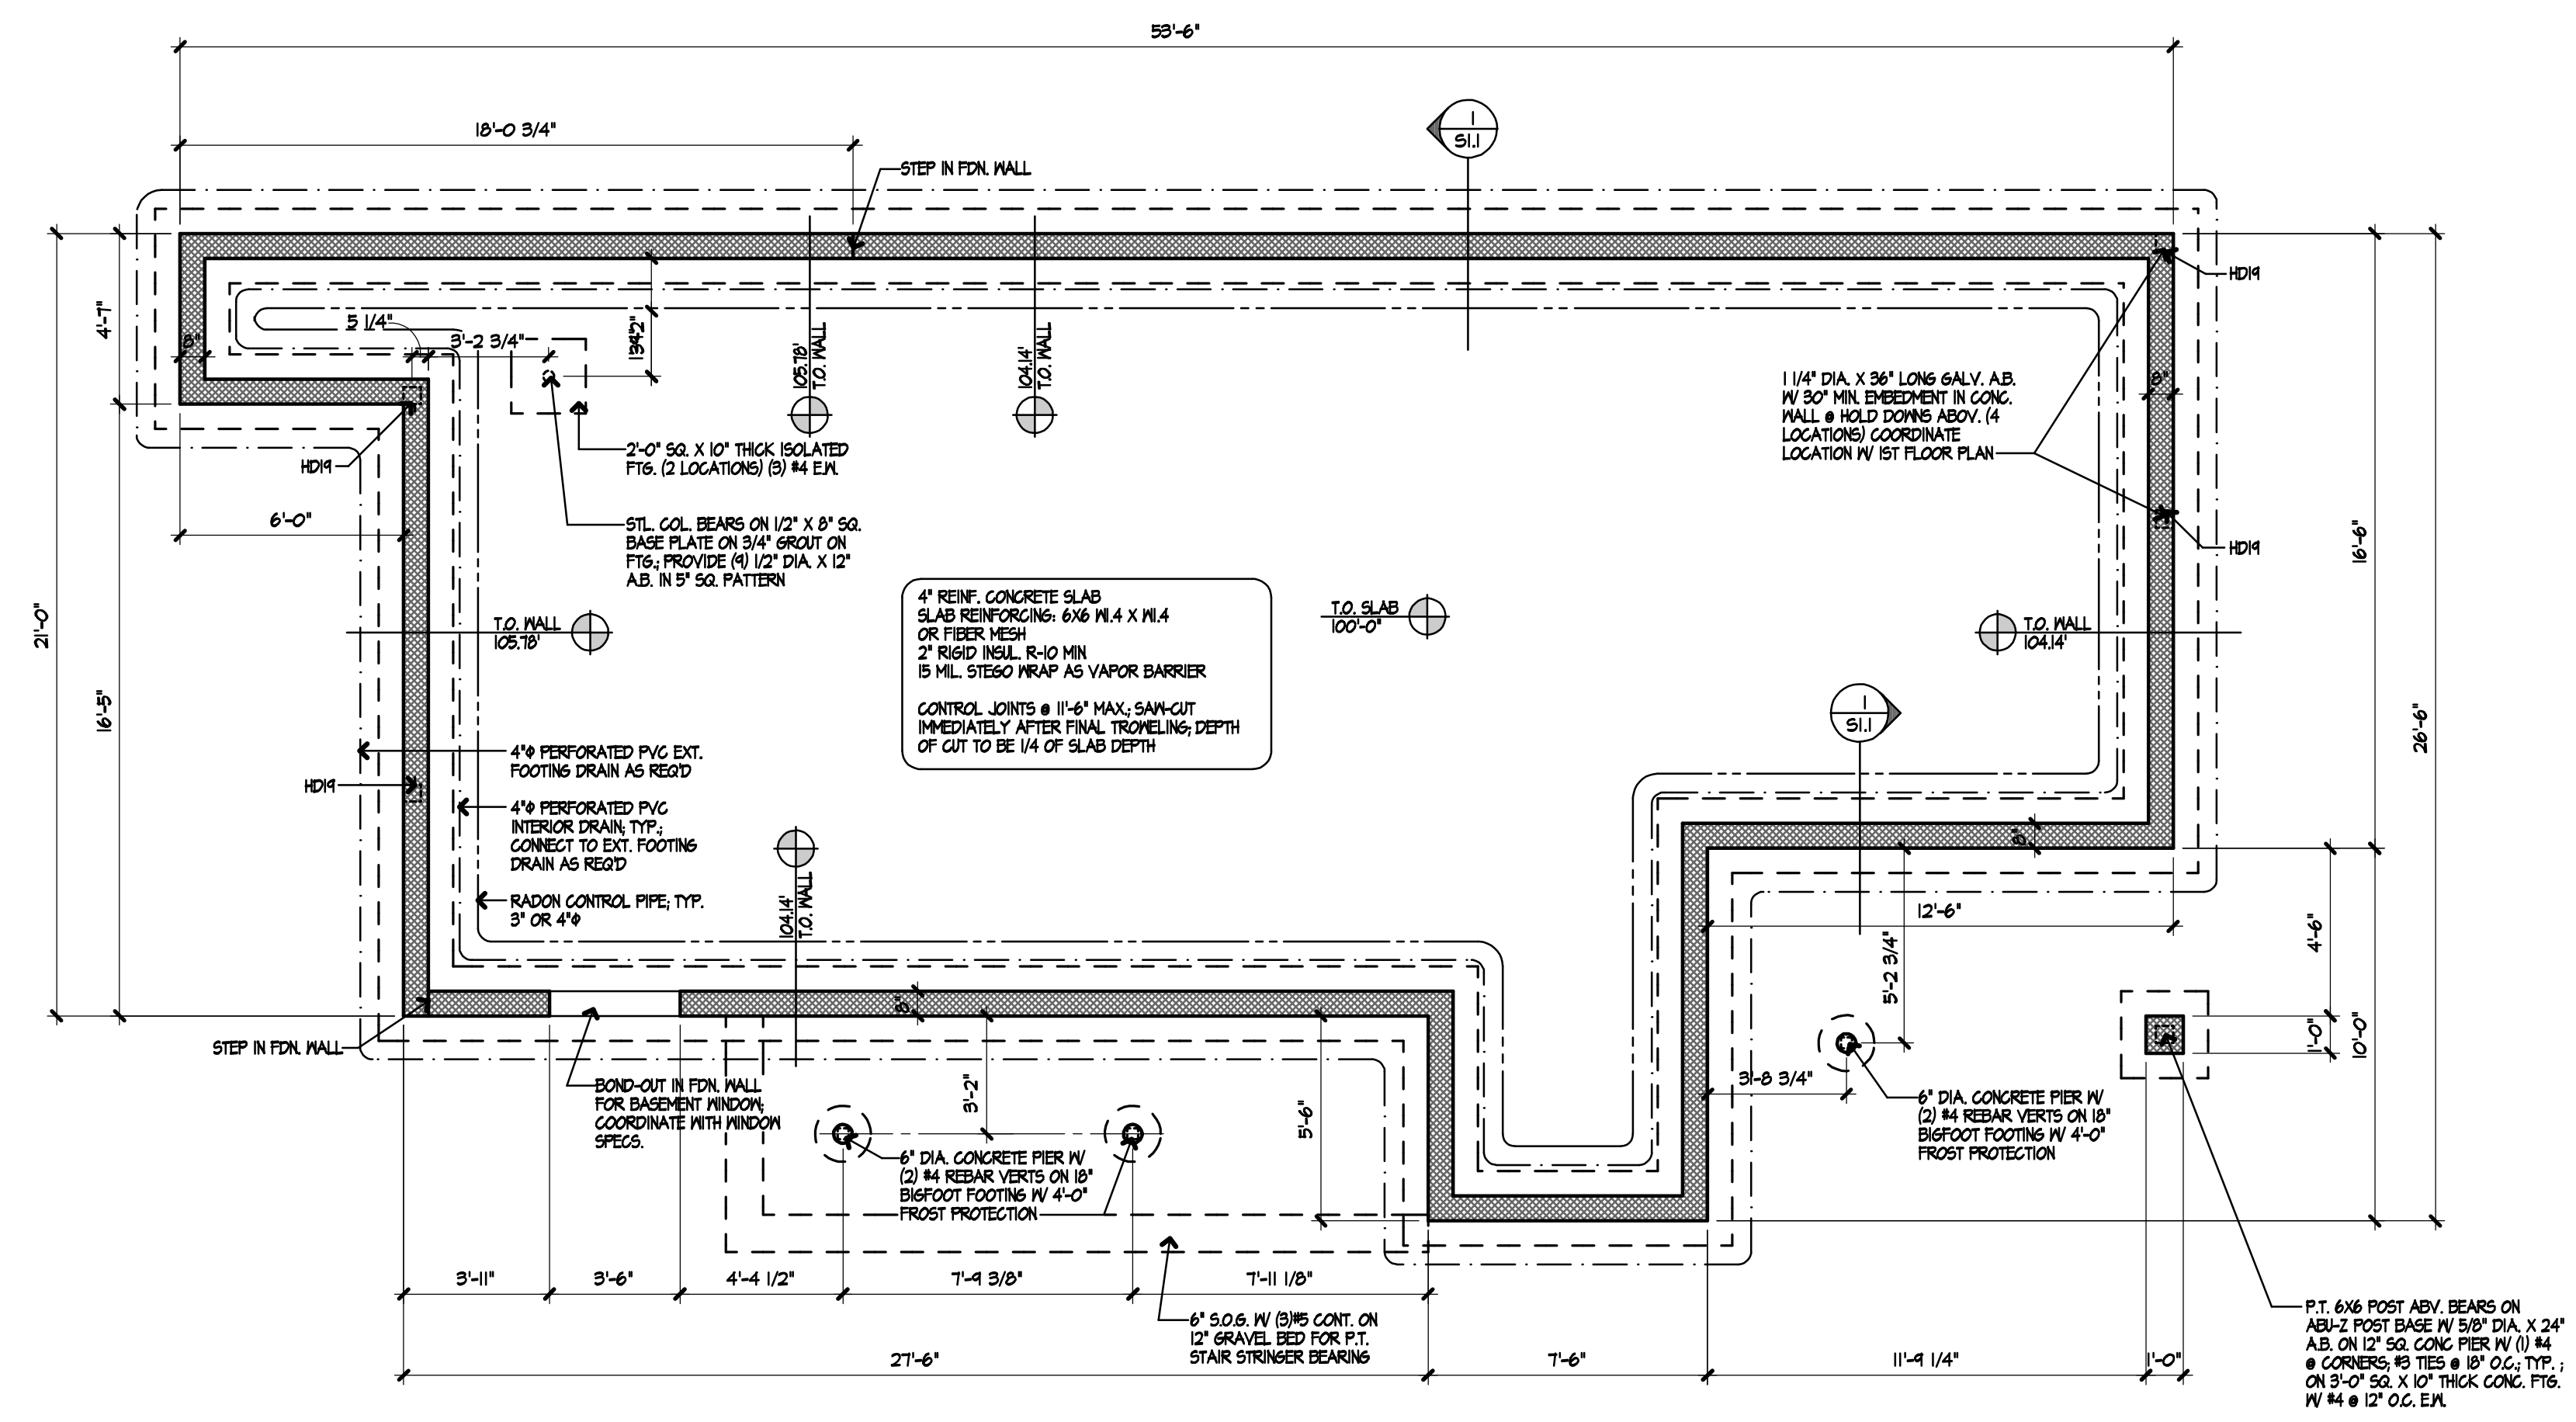 53'-6"
18'-0 3/4"
1
S1.1
STEP IN FDN. WALL
HD19
4'-7"
5 1/4"
8"
3'-2 3/4"
105.78'
T.O. WALL
104.14'
T.O. WALL
1 1/4" DIA. X 36" LONG GALV. A.B.
W/ 30" MIN. EMBEDMENT IN CONC.
WALL @ HOLD DOWNS ABOV. (4
LOCATIONS) COORDINATE
LOCATION W/ 1ST FLOOR PLAN
8"
HD19
2'-0" SQ. X 10" THICK ISOLATED
FTG. (2 LOCATIONS) (3) #4 E.W.
6'-0"
STL. COL. BEARS ON 1/2" X 8" SQ.
BASE PLATE ON 3/4" GROUT ON
FTG.; PROVIDE (9) 1/2" DIA. X 12"
A.B. IN 5" SQ. PATTERN
HD19
16'-6"
21'-0"
T.O. WALL
105.78'
4" REINF. CONCRETE SLAB
SLAB REINFORCING: 6X6 W1.4 X W1.4
OR FIBER MESH
2" RIGID INSUL. R-10 MIN
15 MIL. STEGO WRAP AS VAPOR BARRIER
CONTROL JOINTS @ 11'-6" MAX.; SAW-CUT
IMMEDIATELY AFTER FINAL TROWELING; DEPTH
OF CUT TO BE 1/4 OF SLAB DEPTH
T.O. SLAB
100'-0"
T.O. WALL
104.14'
16'-5"
1
S1.1
26'-6"
4"Φ PERFORATED PVC EXT.
FOOTING DRAIN AS REQ'D
HD19
4"Φ PERFORATED PVC
INTERIOR DRAIN; TYP.;
CONNECT TO EXT. FOOTING
DRAIN AS REQ'D
8"
RADON CONTROL PIPE; TYP.
3" OR 4"Φ
104.14'
T.O. WALL
12'-6"
4'-6"
5'-2 3/4"
8"
STEP IN FDN. WALL
1'-0"
10'-0"
BOND-OUT IN FDN. WALL
FOR BASEMENT WINDOW;
COORDINATE WITH WINDOW
SPECS.
3'-2"
5'-6"
3'-8 3/4"
6" DIA. CONCRETE PIER W/
(2) #4 REBAR VERTS ON 18"
BIGFOOT FOOTING W/ 4'-0"
FROST PROTECTION
6" DIA. CONCRETE PIER W/
(2) #4 REBAR VERTS ON 18"
BIGFOOT FOOTING W/ 4'-0"
FROST PROTECTION
3'-11"
3'-6"
4'-4 1/2"
7'-9 3/8"
7'-11 1/8"
6" S.O.G. W/ (3)#5 CONT. ON
12" GRAVEL BED FOR P.T.
STAIR STRINGER BEARING
P.T. 6X6 POST ABV. BEARS ON
ABU-Z POST BASE W/ 5/8" DIA. X 24"
A.B. ON 12" SQ. CONC PIER W/ (1) #4
@ CORNERS; #3 TIES @ 18" O.C.; TYP. ;
ON 3'-0" SQ. X 10" THICK CONC. FTG.
W/ #4 @ 12" O.C. E.W.
27'-6"
7'-6"
11'-9 1/4"
1'-0"